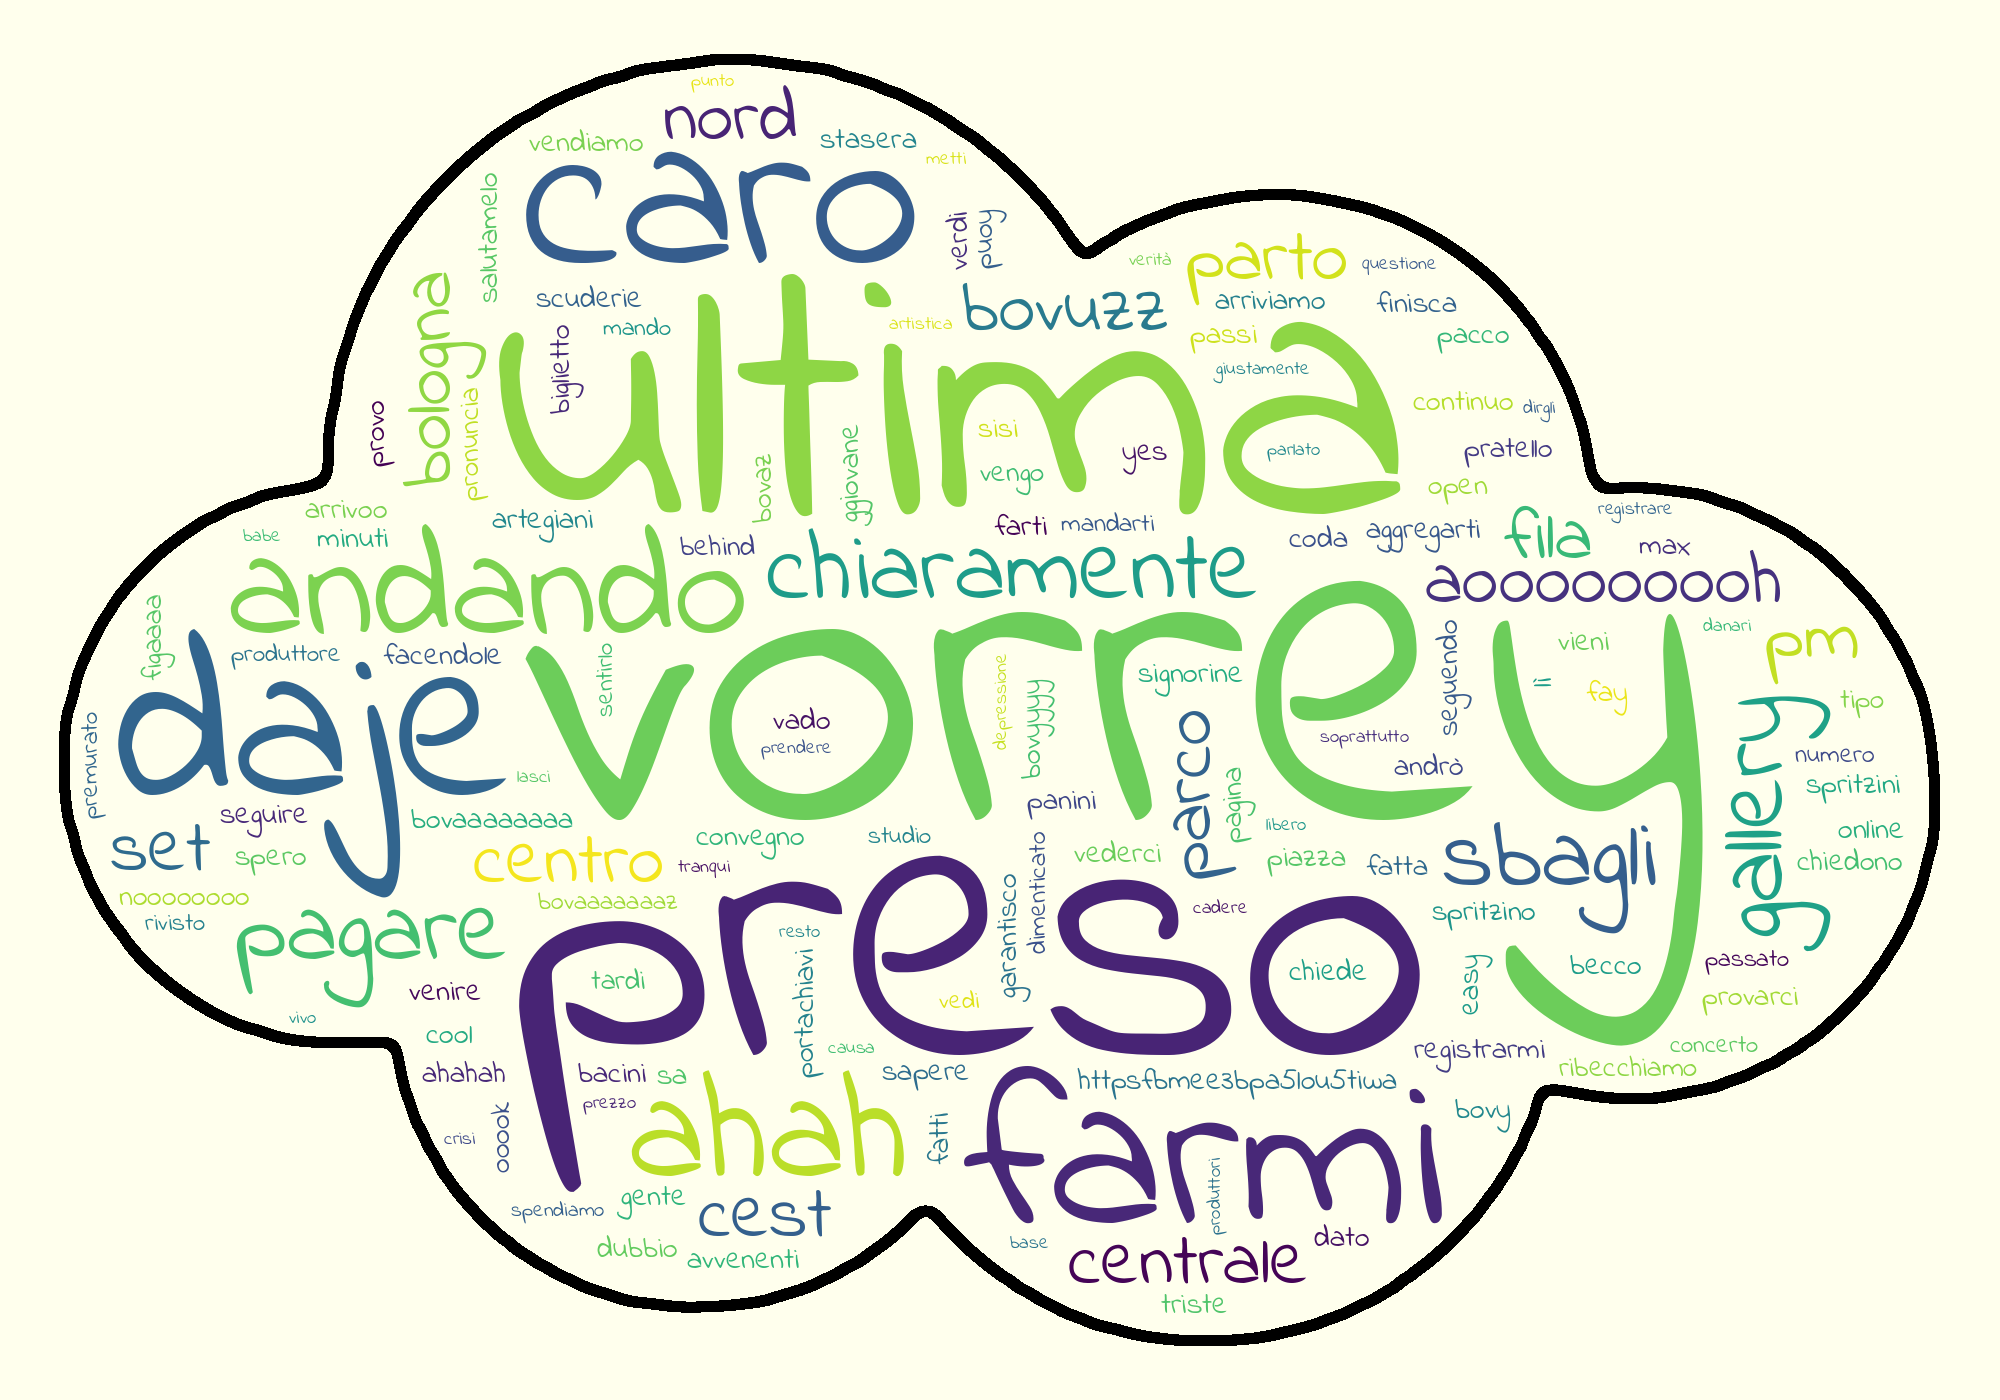 punto
nord
vendiamo
stasera
metti
caro
salutamelo
verdi
puoy
verità
parto
questione
bologna
scuderie
mando
biglietto
artistica
bovuzz
arriviamo
finisca
passi
pacco
giustamente
ultima
provo
pronuncia
continuo
dirgli
sisi
yes
parlato
pratello
vengo
bovaz
ggiovane
open
arrivoo
artegiani
farti
mandarti
registrare
babe
minuti
behind
coda
aggregarti
fila
max
andando
chiaramente
aoooooooh
figaaaa
produttore
facendole
sentirlo
vorrey
signorine
seguendo
vieni
danari
pm
daje
depressione
bovyyyy
ii
fay
tipo
premurato
vado
prendere
parco
soprattutto
andrò
gallery
numero
lasci
pagina
spritzini
seguire
bovaaaaaaaa
panini
libero
online
set
spero
convegno
studio
dimenticato
vederci
piazza
fatta
sbagli
chiedono
centro
tranqui
noooooooo
bovaaaaaaaz
garantisco
cadere
spritzino
rivisto
pagare
preso
resto
portachiavi
tardi
chiede
easy
becco
passato
venire
vedi
provarci
vivo
cool
causa
registrarmi
concerto
ahahah
bacini
sa
sapere
httpsfbmee3bpa5lou5tiwa
ribecchiamo
prezzo
ahah
farmi
bovy
crisi
ooook
fatti
produttori
spendiamo
gente
cest
base
dato
dubbio
avvenenti
centrale
triste